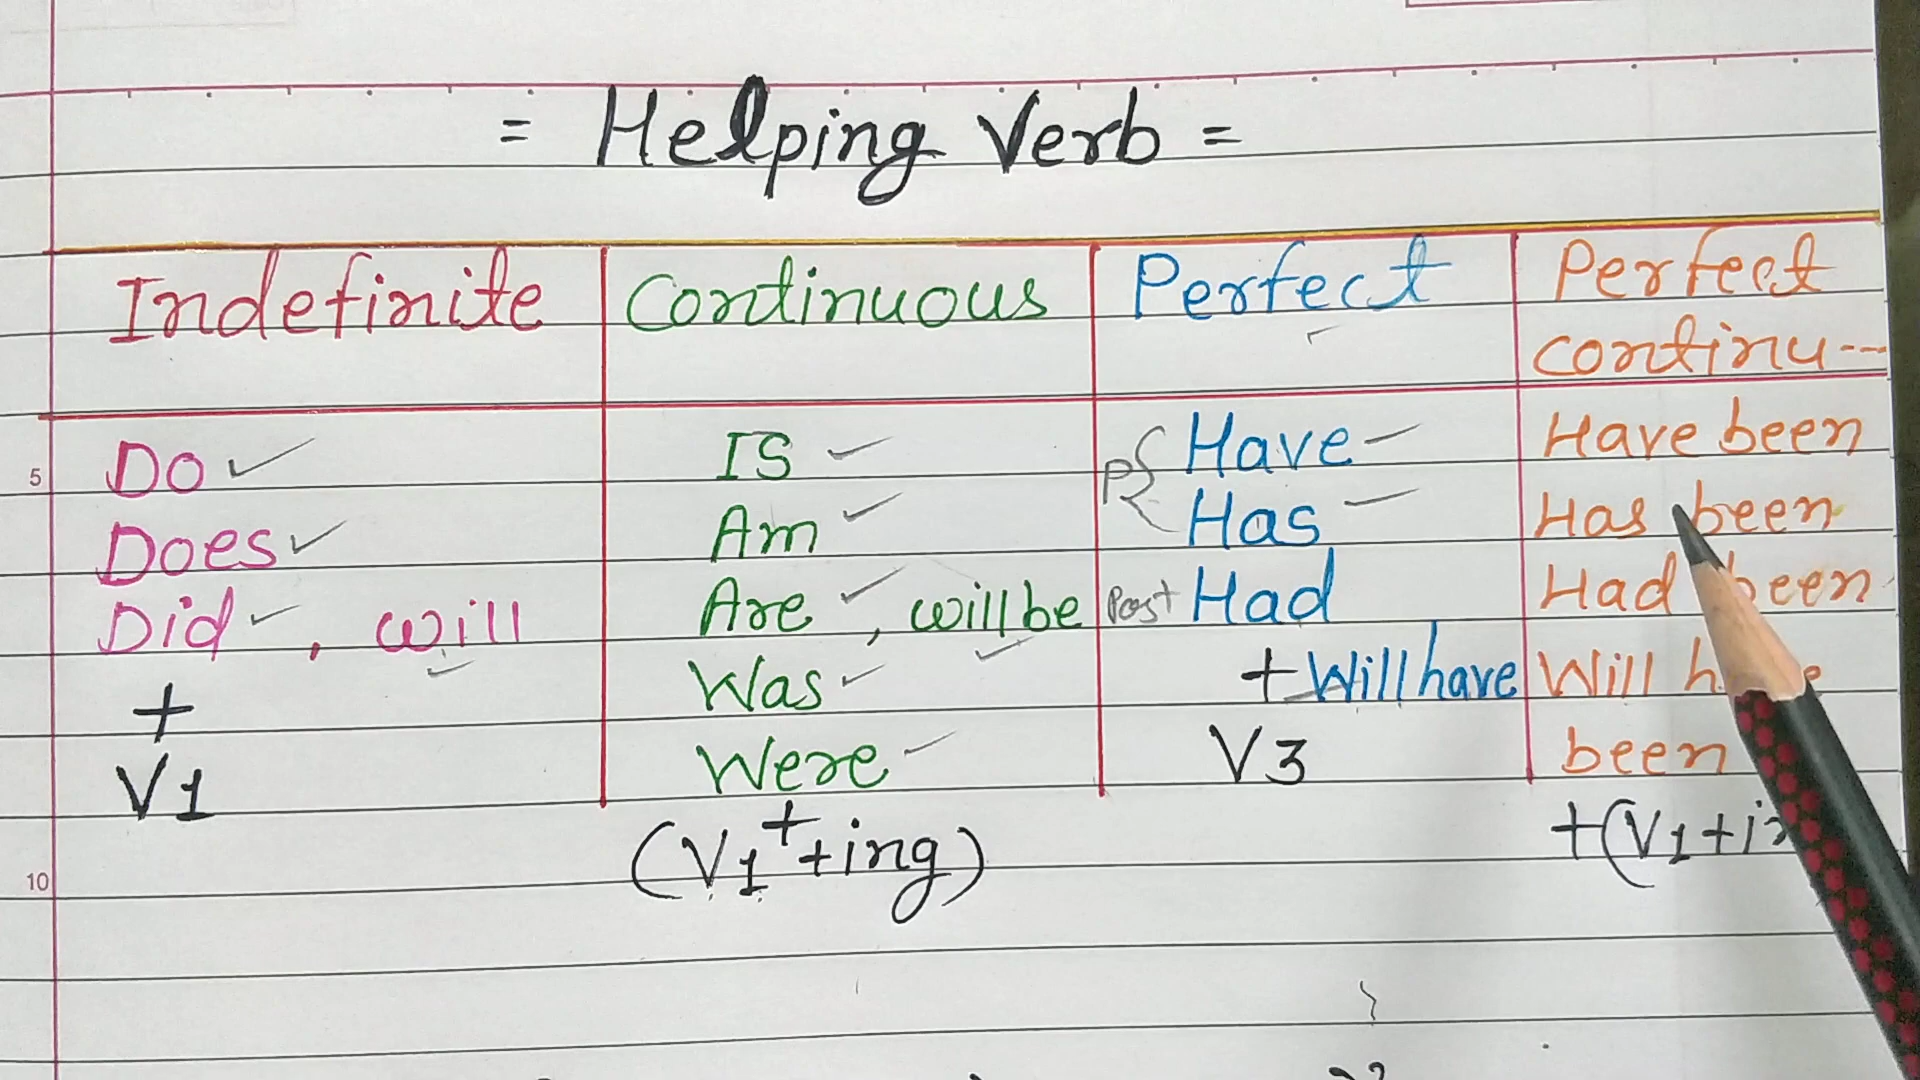 = Helping Verb =
Indefinite Continuous Perfect Perfect
continu---
Do IS Have Have been
Does Am PS Has Has been
Did , will Are , will be Past Had Had been
+ Was + Will have Will
V1 Were V3 been
+
(V1 + ing) +(V1+i
5
10